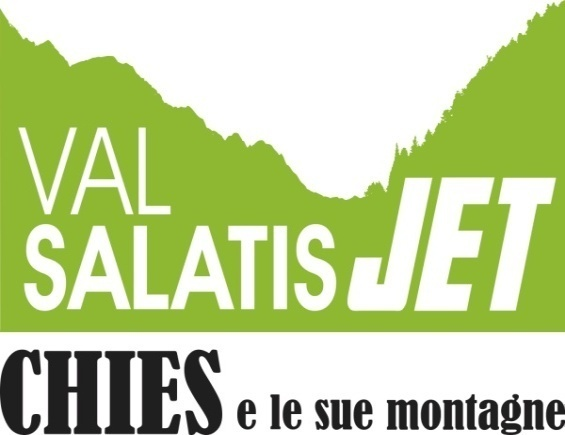 VAL
SALATIS JET
CHIES e le sue montagne